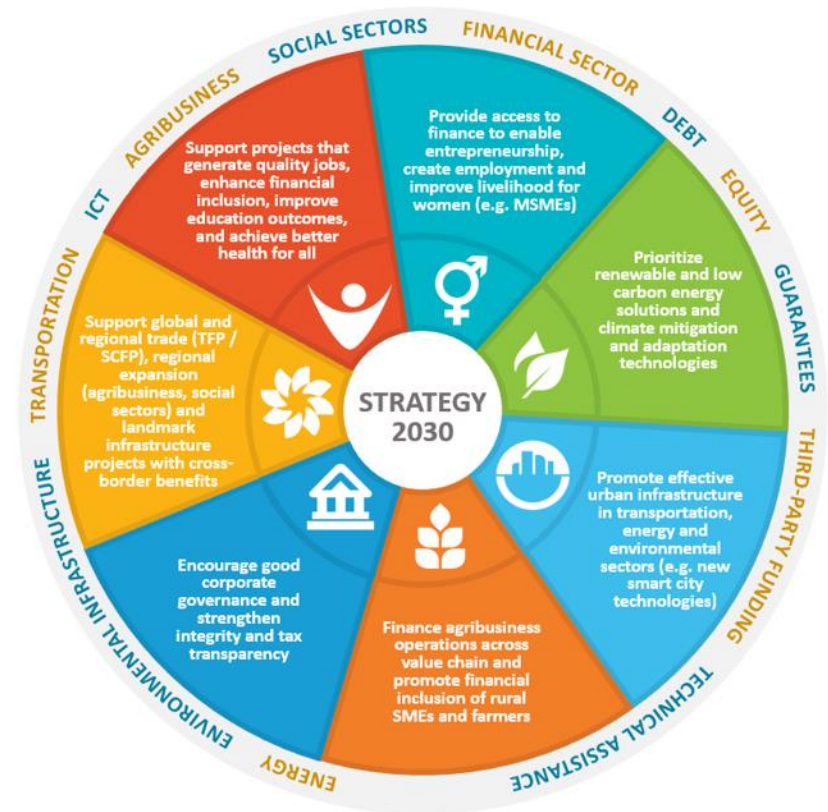 SOCIAL SECTORS
FINANCIAL SECTOR
DEBT
EQUITY
GUARANTEES
THIRD-PARTY FUNDING
TECHNICAL ASSISTANCE
ENERGY
ENVIRONMENTAL INFRASTRUCTURE
TRANSPORTATION
ICT
AGRIBUSINESS
Support projects that
generate quality jobs,
enhance financial
inclusion, improve
education outcomes,
and achieve better
health for all
Provide access to
finance to enable
entrepreneurship,
create employment and
improve livelihood for
women (e.g. MSMEs)
Prioritize
renewable and low
carbon energy
solutions and
climate mitigation
and adaptation
technologies
Promote effective
urban infrastructure
in transportation,
energy and
environmental
sectors (e.g. new
smart city
technologies)
Finance agribusiness
operations across
value chain and
promote financial
inclusion of rural
SMEs and farmers
Encourage good
corporate
governance and
strengthen
integrity and tax
transparency
Support global and
regional trade (TFP /
SCFP), regional
expansion
(agribusiness, social
sectors) and
landmark
infrastructure
projects with cross-
border benefits
STRATEGY
2030